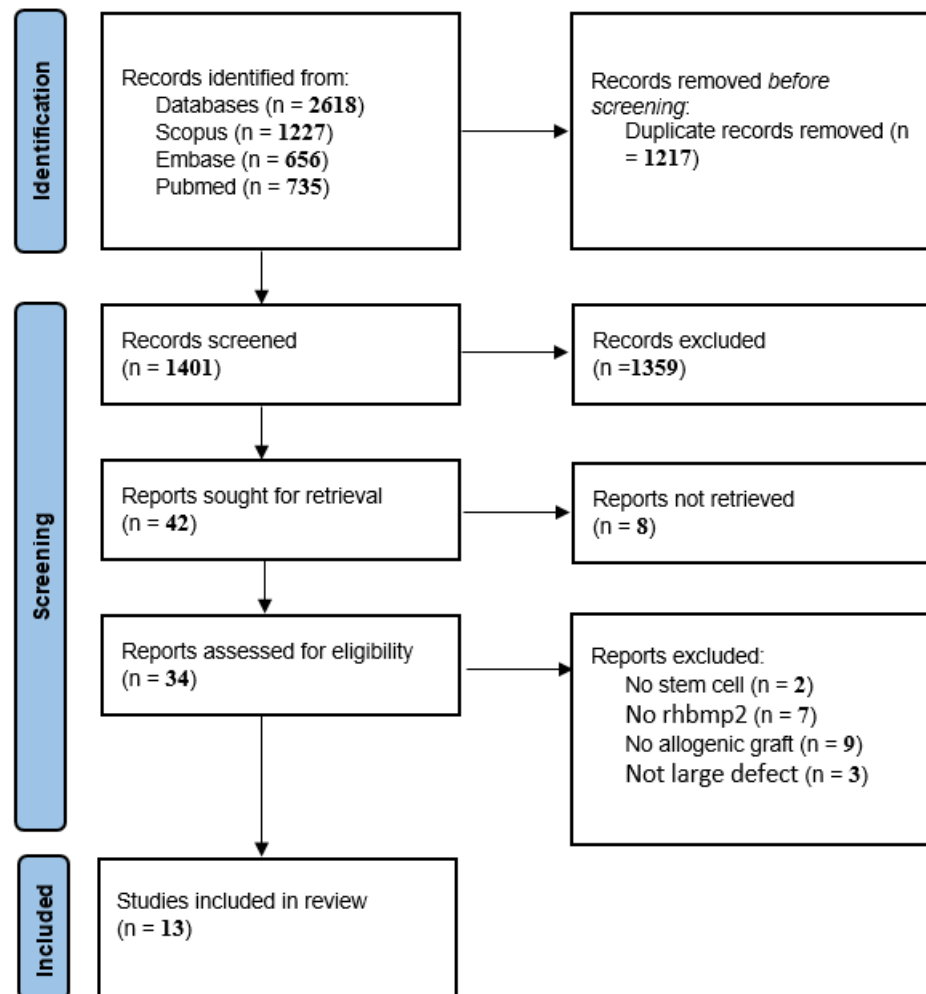 Identification
Records identified from:
Databases (n = 2618)
Scopus (n = 1227)
Embase (n = 656)
Pubmed (n = 735)
Records removed before
screening:
Duplicate records removed (n
= 1217)
Screening
Records screened
(n = 1401)
Records excluded
(n =1359)
Reports sought for retrieval
(n = 42)
Reports not retrieved
(n = 8)
Reports assessed for eligibility
(n = 34)
Reports excluded:
No stem cell (n = 2)
No rhbmp2 (n = 7)
No allogenic graft (n = 9)
Not large defect (n = 3)
Included
Studies included in review
(n = 13)